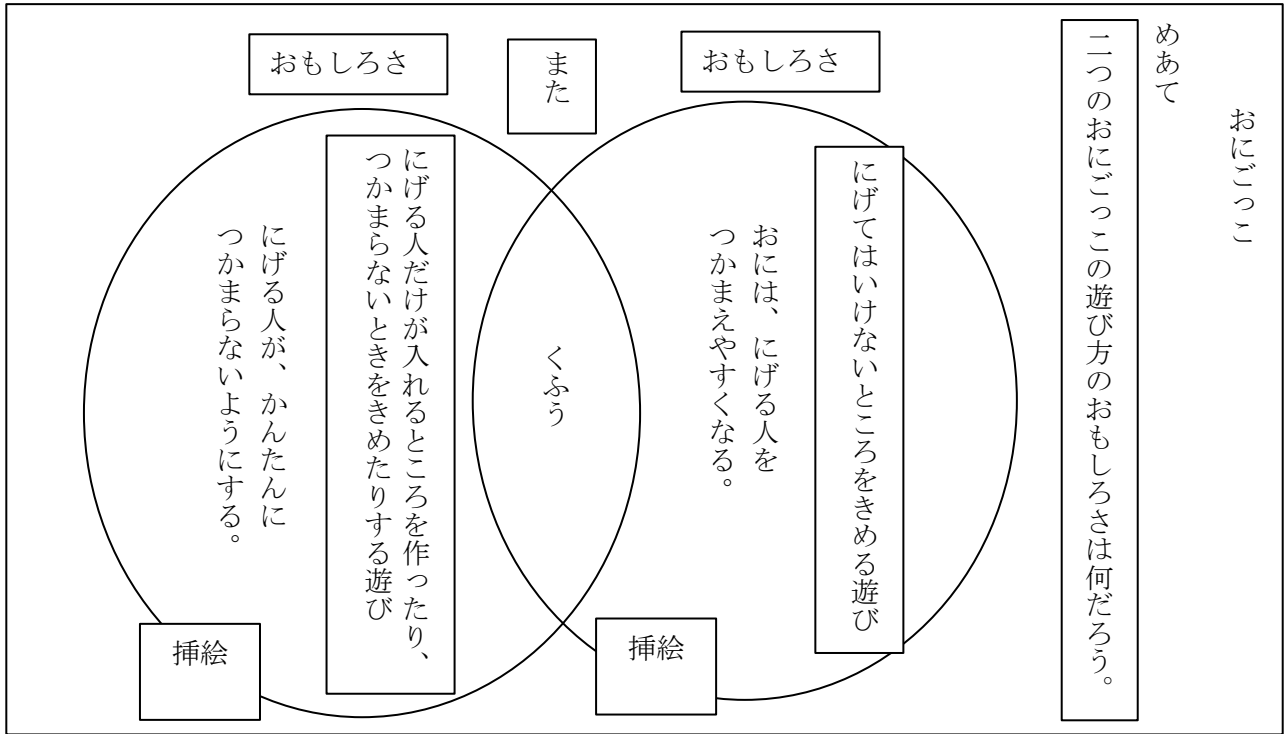 おにごっこ
めあて
二つのおにごっこの遊び方のおもしろさは何だろう。
おもしろさ
にげてはいけないところをきめる遊び
おには、にげる人を
つかまえやすくなる。
挿絵
また
くふう
おもしろさ
にげる人だけが入れるところを作ったり、
つかまらないときをきめたりする遊び
にげる人が、かんたんに
つかまらないようにする。
挿絵